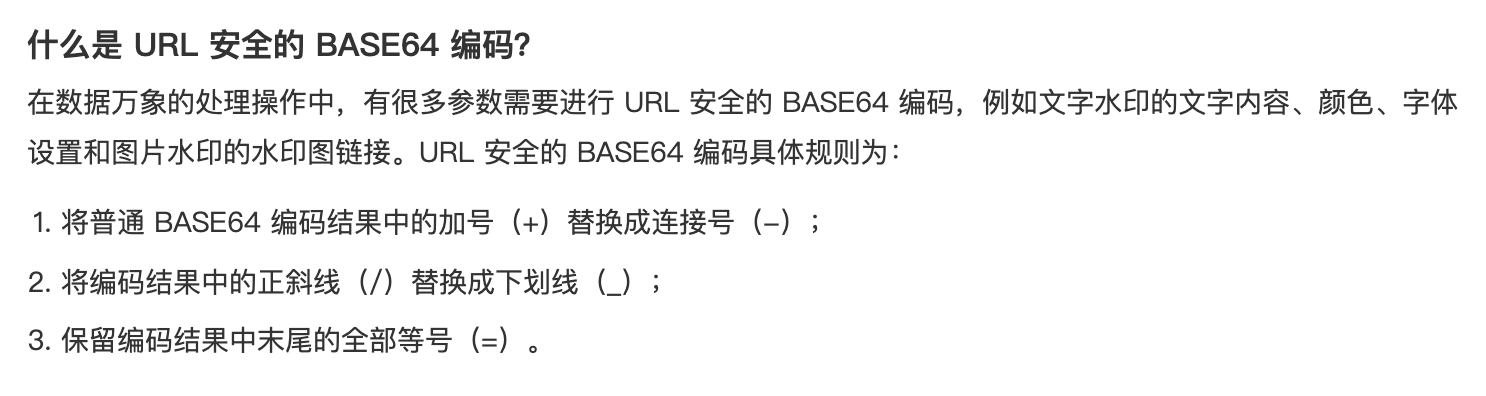 什么是 URL 安全的 BASE64 编码？
在数据万象的处理操作中，有很多参数需要进行 URL 安全的 BASE64 编码，例如文字水印的文字内容、颜色、字体
设置和图片水印的水印图链接。URL 安全的 BASE64 编码具体规则为：
1. 将普通 BASE64 编码结果中的加号（+）替换成连接号（-）；
2. 将编码结果中的正斜线（/）替换成下划线（_）；
3. 保留编码结果中末尾的全部等号（=）。